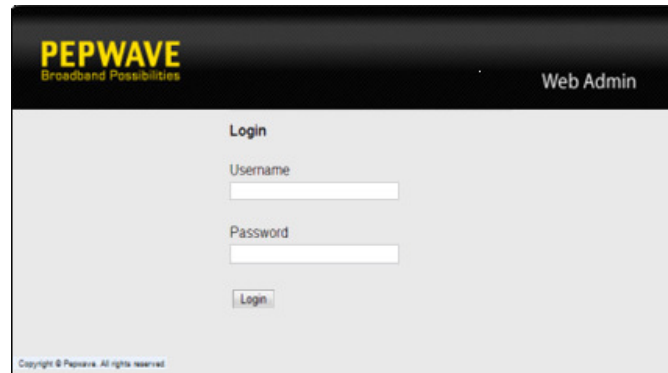 PEPWAVE
Broadband Possibilities
Web Admin
Login
Username
Password
Login
Copyright © Pepwave. All rights reserved.